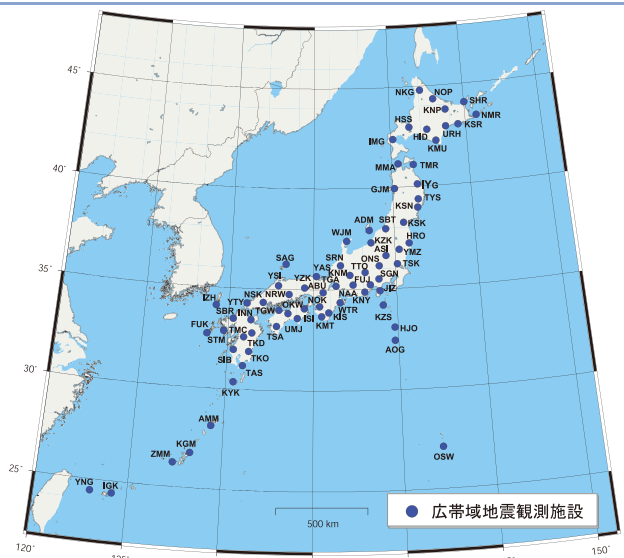 45°
NKG
NOP
SHR
KNP
NMR
HSS
KSR
URH
HID
IMG
KMU
40°
MMA
TMR
GJM
IYG
TYS
KSN
ADM
SBT
KSK
WJM
KZK
HRO
ASI
YMZ
SAG
SRN
ONS
TSK
35°
YSI
YAS
KNM
TTO
YZK
TGA
FUJ
SGN
IZH
NSK
NRW
ABU
JIZ
YTY
NOK
NAA
KNY
SBR
INN
TGW
OKW
WTR
KZS
FUK
ISI
KIS
STM
TMC
UMJ
KMT
TSA
HJO
TKD
AOG
SIB
TKO
TAS
30°
KYK
AMM
KGM
OSW
ZMM
25°
YNG
IGK
広帯域地震観測施設
500 km
120°
125°
150°